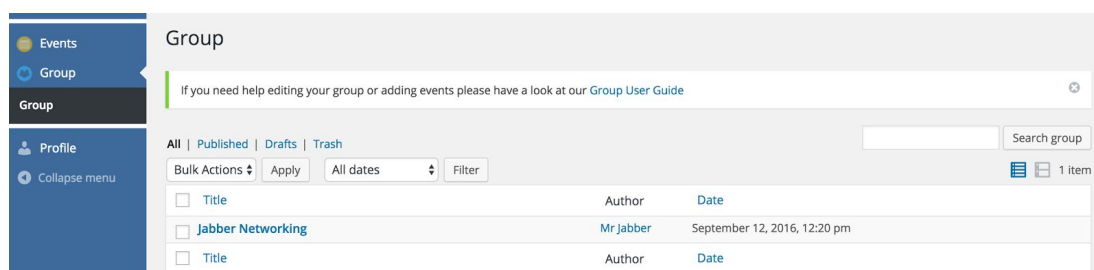 Events
Group
Group
Profile
Collapse menu
Group
If you need help editing your group or adding events please have a look at our Group User Guide
All | Published | Drafts | Trash
Search group
Bulk Actions Apply All dates Filter
1 item
Title Author Date
Jabber Networking Mr Jabber September 12, 2016, 12:20 pm
Title Author Date